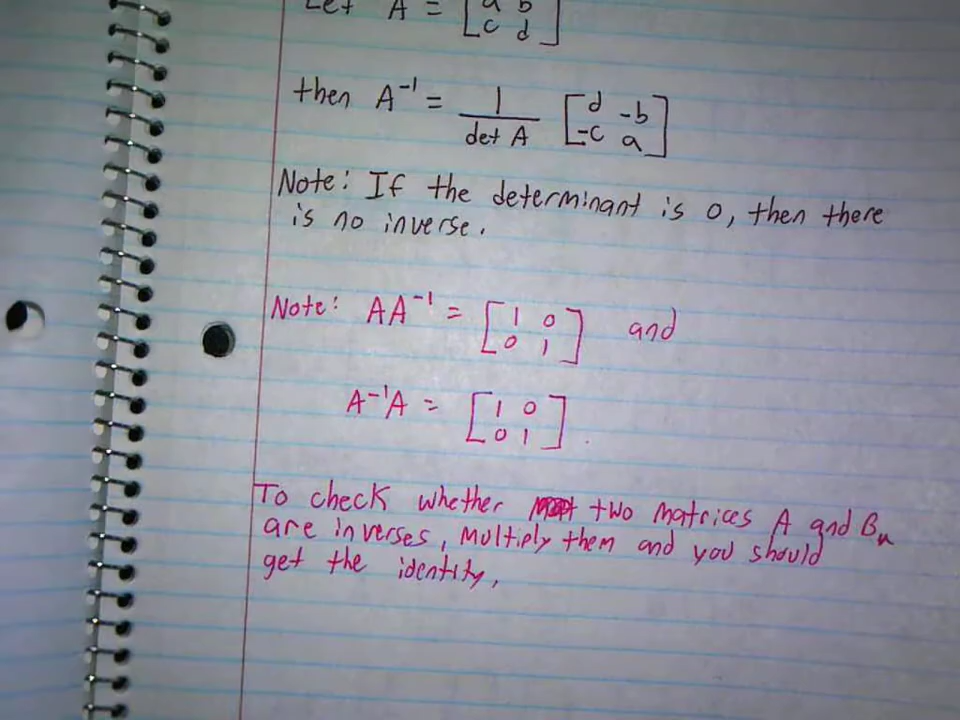 Let A = [a b
c d]
then A⁻¹ = 1/det A [d -b
-c a]
Note: If the determinant is 0, then there
is no inverse.
Note: AA⁻¹ = [1 0
0 1] and
A⁻¹A = [1 0
0 1].
To check whether two matrices A and B
are inverses, multiply them and you should
get the identity,